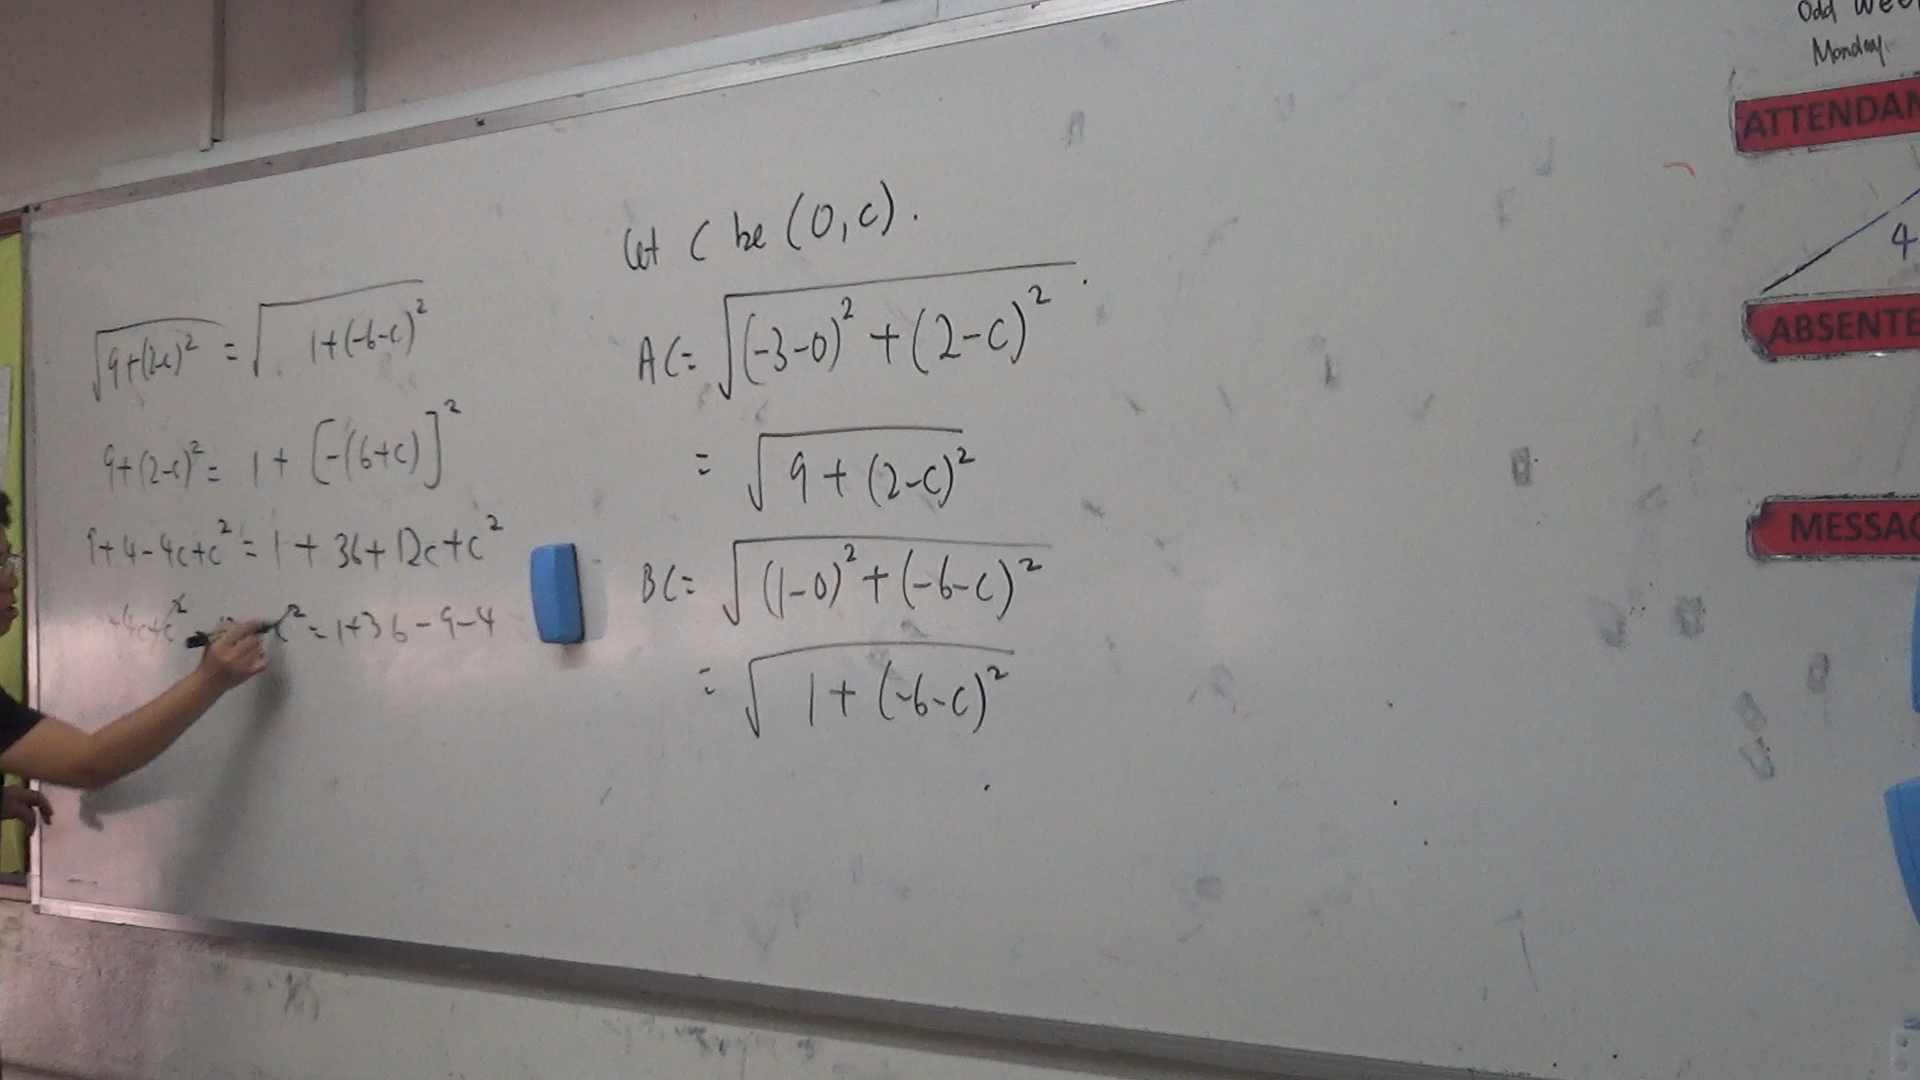 Let C be (0,c).
AC= √((-3-0)² + (2-c)²)
= √(9 + (2-c)²)
BC= √((1-0)² + (-6-c)²)
= √(1 + (-6-c)²)
√(9+(2-c)²) = √(1+(-6-c)²)
9+(2-c)² = 1 + [-(6+c)]²
9+4-4c+c² = 1 + 36+12c+c²
-4c+c² c² = 1+36-9-4
Odd
Monday
ATTENDAN
4
ABSENTE
MESSAG